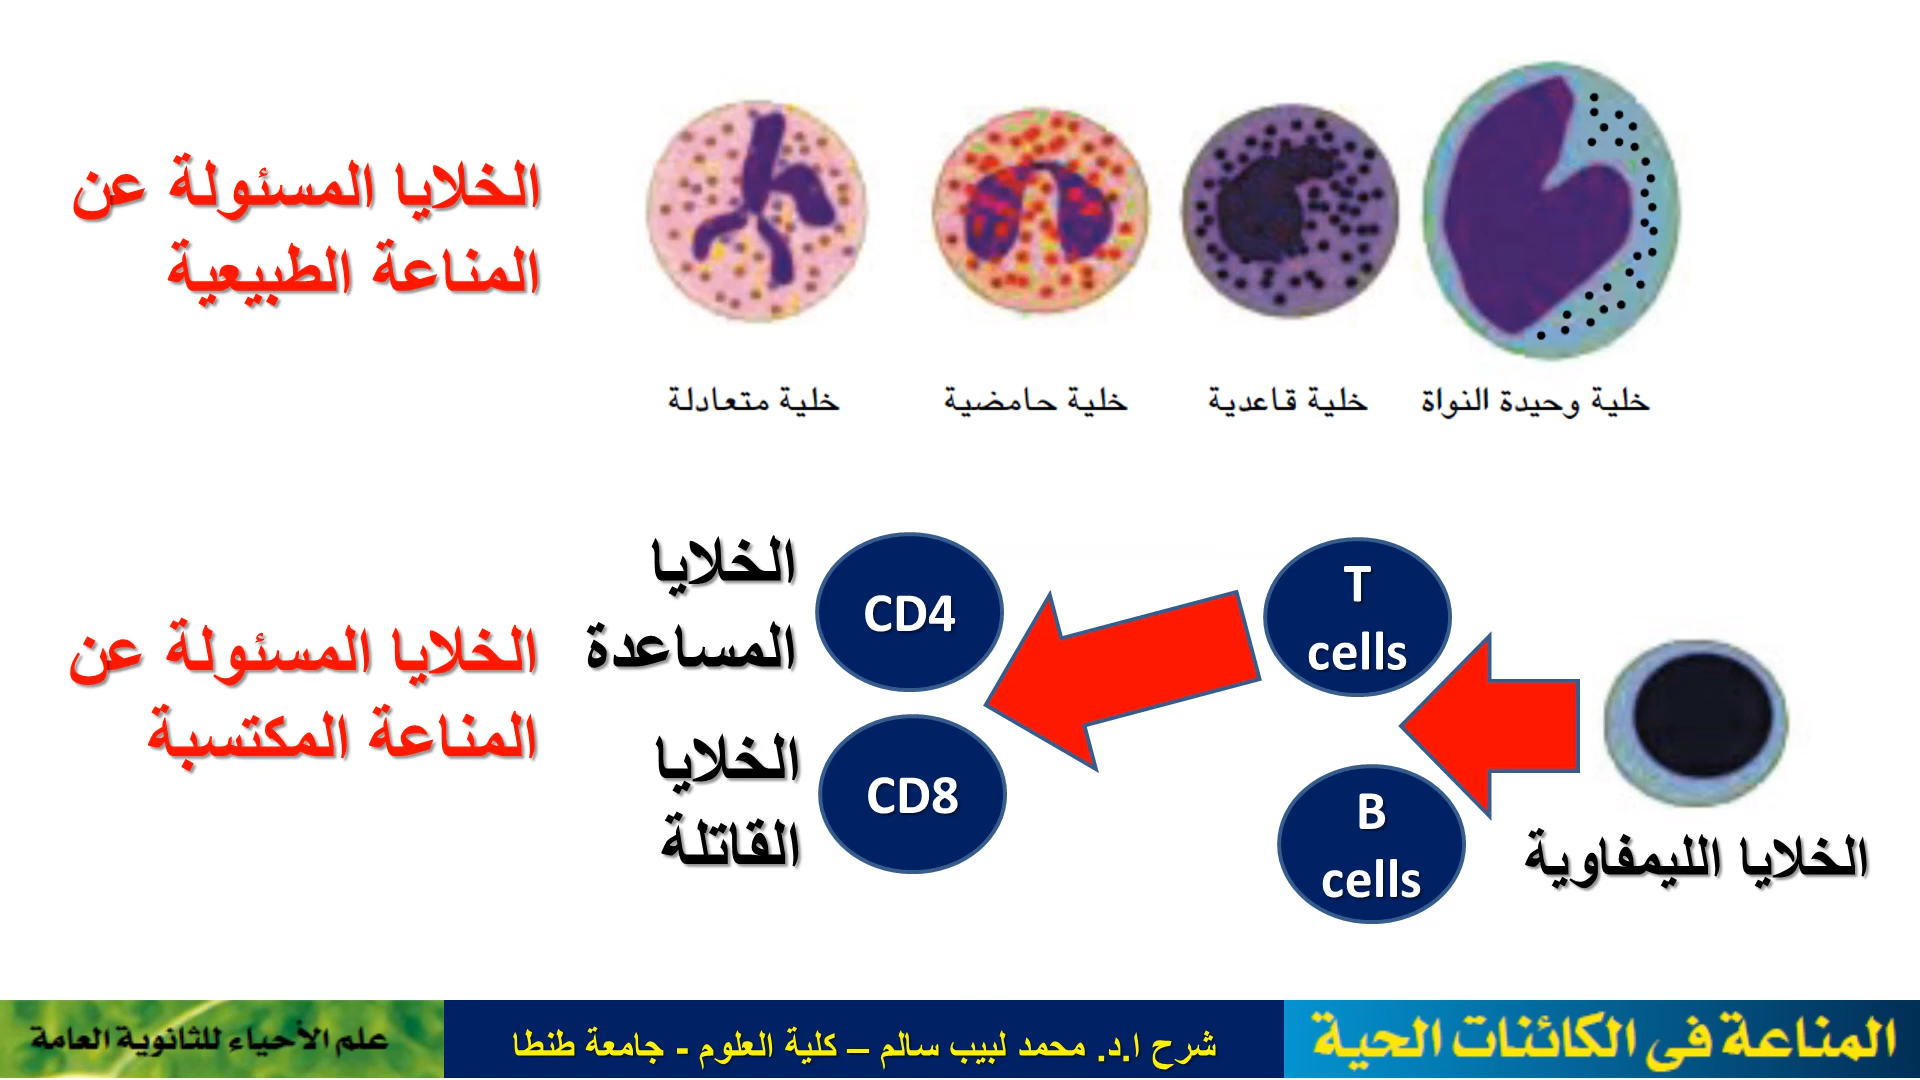 الخلايا المسئولة عن
المناعة الطبيعية
خلية وحيدة النواة
خلية قاعدية
خلية حامضية
خلية متعادلة
الخلايا الليمفاوية
T
cells
B
cells
CD4
CD8
الخلايا
المساعدة
الخلايا
القاتلة
الخلايا المسئولة عن
المناعة المكتسبة
المناعة فى الكائنات الحية
شرح ا.د. محمد لبيب سالم – كلية العلوم - جامعة طنطا
علم الأحياء للثانوية العامة